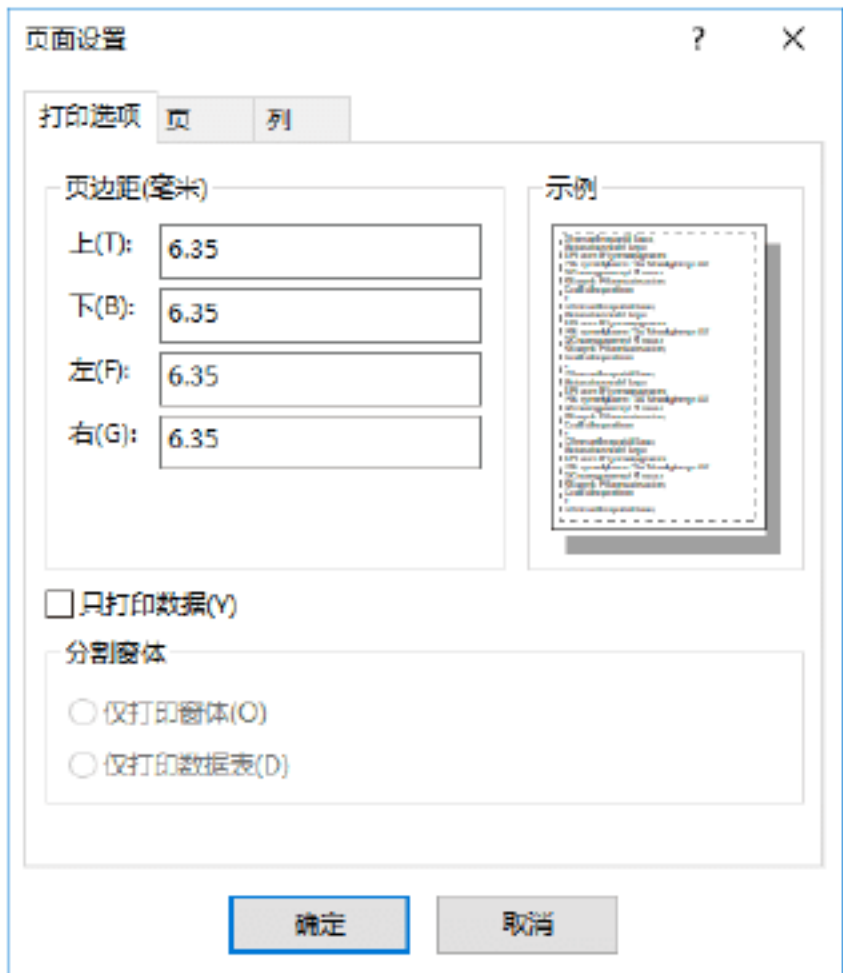 页面设置
?
打印选项 页 列
页边距(毫米)
上(T): 6.35
下(B): 6.35
左(F): 6.35
右(G): 6.35
示例
只打印数据(Y)
分割窗体
仅打印窗体(O)
仅打印数据表(D)
确定 取消